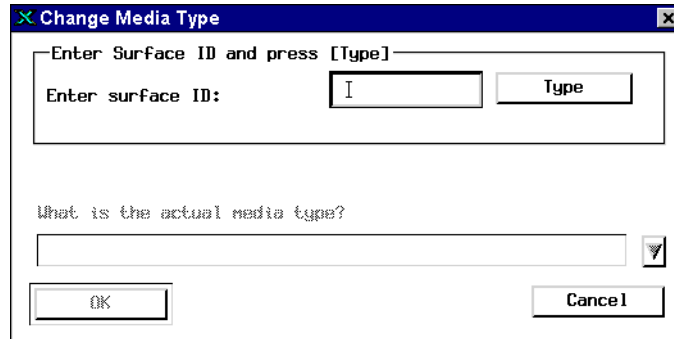 Change Media Type
Enter Surface ID and press [Type]
Enter surface ID:
Type
What is the actual media type?
OK
Cancel